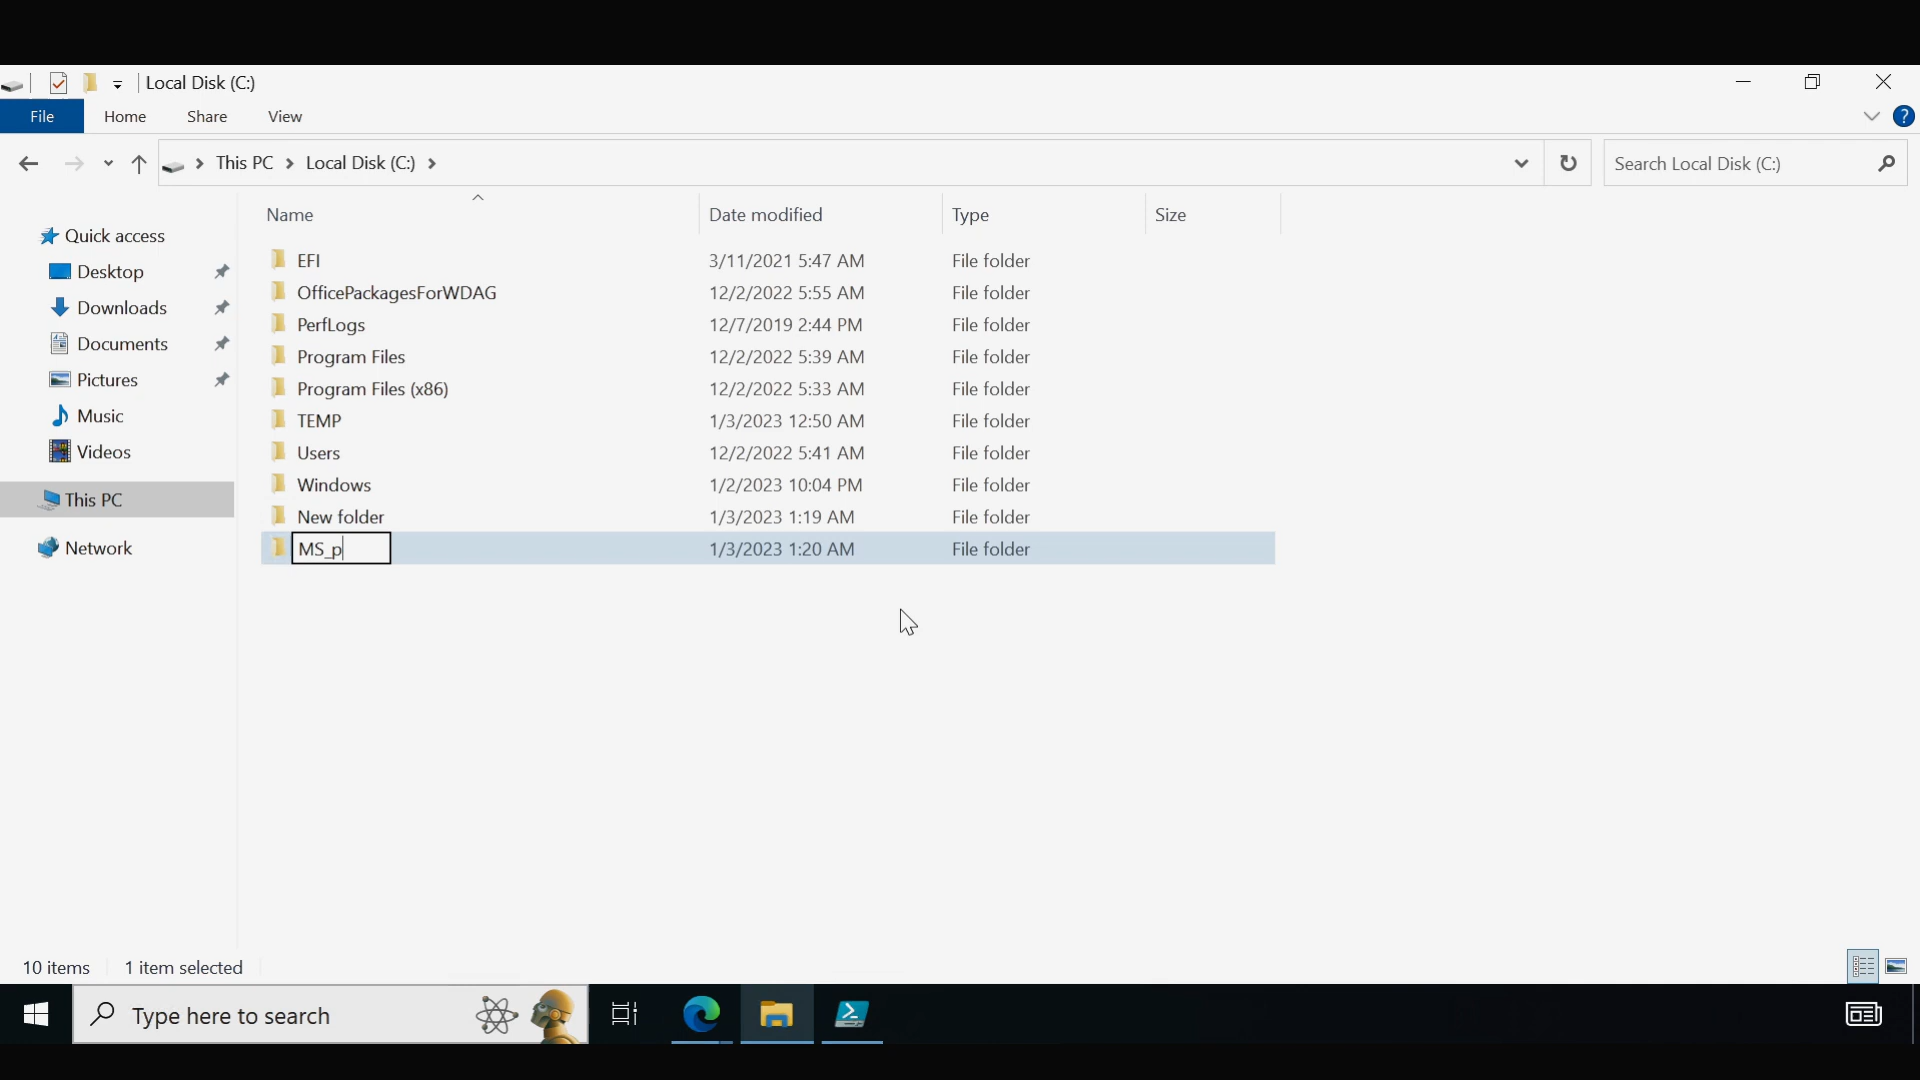 Local Disk (C:)
File Home Share View
This PC Local Disk (C:) Search Local Disk (C:)
Name Date modified Type Size
Quick access
Desktop
Downloads
Documents
Pictures
Music
Videos
This PC
Network
EFI 3/11/2021 5:47 AM File folder
OfficePackagesForWDAG 12/2/2022 5:55 AM File folder
PerfLogs 12/7/2019 2:44 PM File folder
Program Files 12/2/2022 5:39 AM File folder
Program Files (x86) 12/2/2022 5:33 AM File folder
TEMP 1/3/2023 12:50 AM File folder
Users 12/2/2022 5:41 AM File folder
Windows 1/2/2023 10:04 PM File folder
New folder 1/3/2023 1:19 AM File folder
MS_p 1/3/2023 1:20 AM File folder
10 items 1 item selected
Type here to search